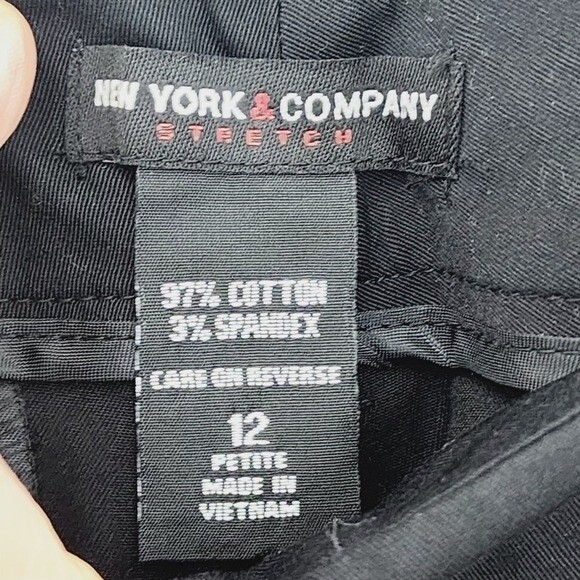 NEW YORK & COMPANY
STRETCH
97% COTTON
3% SPANDEX
CARE ON REVERSE
12
PETITE
MADE IN
VIETNAM